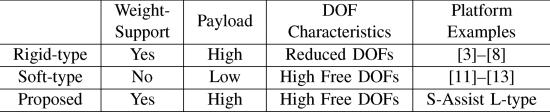 Weight-Support Payload DOF Characteristics Platform Examples
Rigid-type Yes High Reduced DOFs [3]–[8]
Soft-type No Low High Free DOFs [11]–[13]
Proposed Yes High High Free DOFs S-Assist L-type